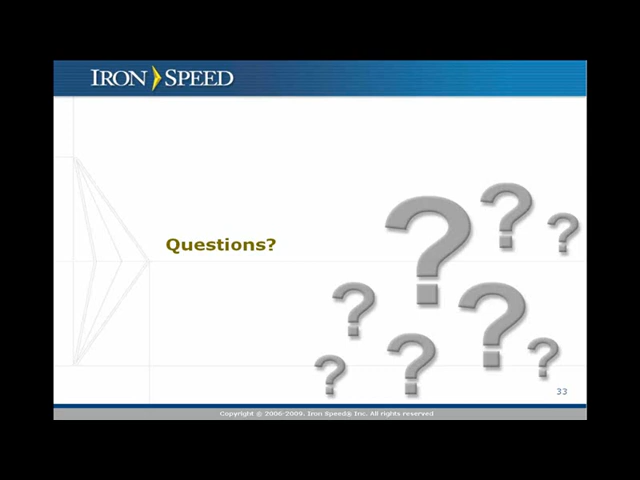 IRON SPEED
Questions?
33
Copyright © 2006-2009. Iron Speed® Inc. All rights reserved